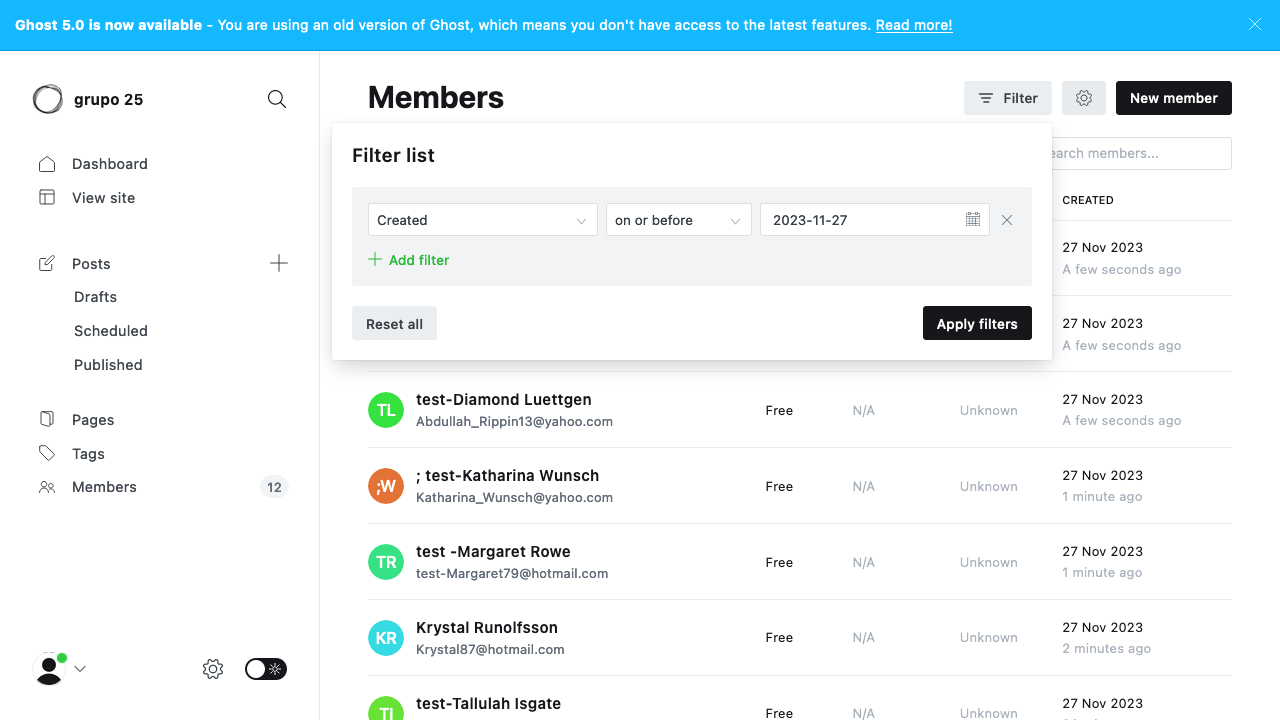 Ghost 5.0 is now available - You are using an old version of Ghost, which means you don't have access to the latest features. Read more!
grupo 25
Dashboard
View site
Posts
Drafts
Scheduled
Published
Pages
Tags
Members
12
Members
Filter
New member
earch members...
Filter list
Created
on or before
2023-11-27
Add filter
Reset all
Apply filters
CREATED
27 Nov 2023
A few seconds ago
27 Nov 2023
A few seconds ago
TL
test-Diamond Luettgen
Abdullah_Rippin13@yahoo.com
Free
N/A
Unknown
27 Nov 2023
A few seconds ago
;W
; test-Katharina Wunsch
Katharina_Wunsch@yahoo.com
Free
N/A
Unknown
27 Nov 2023
1 minute ago
TR
test -Margaret Rowe
test-Margaret79@hotmail.com
Free
N/A
Unknown
27 Nov 2023
1 minute ago
KR
Krystal Runolfsson
Krystal87@hotmail.com
Free
N/A
Unknown
27 Nov 2023
2 minutes ago
TI
test-Tallulah Isgate
Free
N/A
Unknown
27 Nov 2023